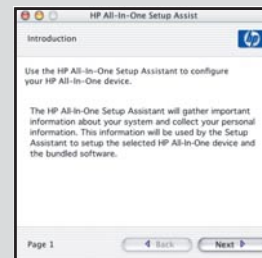 HP All-In-One Setup Assist
Introduction
hp
Use the HP All-In-One Setup Assistant to configure
your HP All-In-One device.
The HP All-In-One Setup Assistant will gather important
information about your system and collect your personal
information. This information will be used by the Setup
Assistant to setup the selected HP All-In-One device and
the bundled software.
Page 1
Back
Next